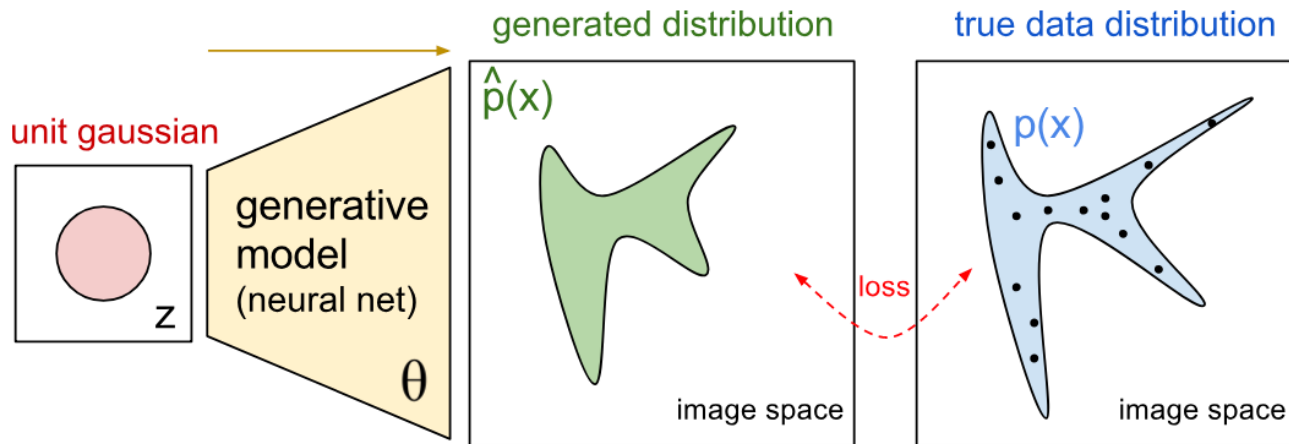 generated distribution
true data distribution
unit gaussian
z
generative
model
(neural net)
θ
p̂(x)
image space
loss
p(x)
image space